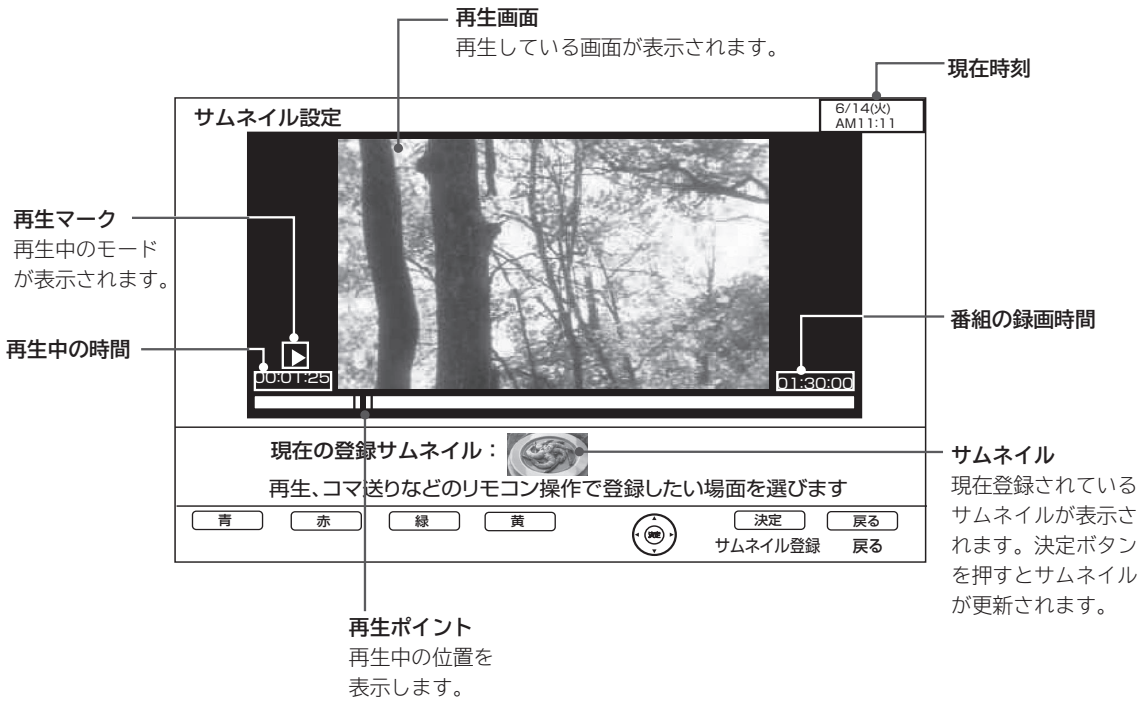 再生画面
再生している画面が表示されます。
現在時刻
サムネイル設定
6/14(火)
AM11:11
再生マーク
再生中のモード
が表示されます。
再生中の時間
00:01:25
番組の録画時間
01:30:00
現在の登録サムネイル：
再生、コマ送りなどのリモコン操作で登録したい場面を選びます
サムネイル
現在登録されている
サムネイルが表示さ
れます。決定ボタン
を押すとサムネイル
が更新されます。
青 赤 緑 黄 決定 決定 戻る
サムネイル登録 戻る
再生ポイント
再生中の位置を
表示します。